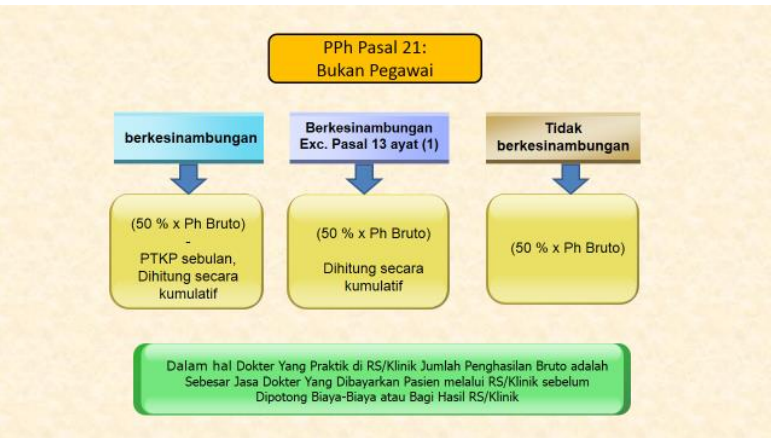 PPh Pasal 21:
Bukan Pegawai
berkesinambungan
Berkesinambungan
Exc. Pasal 13 ayat (1)
Tidak
berkesinambungan
(50 % x Ph Bruto)
-
PTKP sebulan,
Dihitung secara
kumulatif
(50 % x Ph Bruto)
Dihitung secara
kumulatif
(50 % x Ph Bruto)
Dalam hal Dokter Yang Praktik di RS/Klinik Jumlah Penghasilan Bruto adalah
Sebesar Jasa Dokter Yang Dibayarkan Pasien melalui RS/Klinik sebelum
Dipotong Biaya-Biaya atau Bagi Hasil RS/Klinik